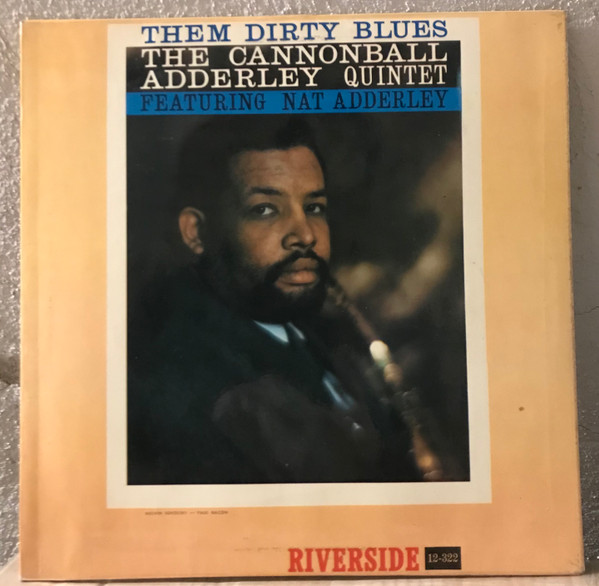 THEM DIRTY BLUES
THE CANNONBALL
ADDERLEY QUINTET
FEATURING NAT ADDERLEY
RIVERSIDE 12-322